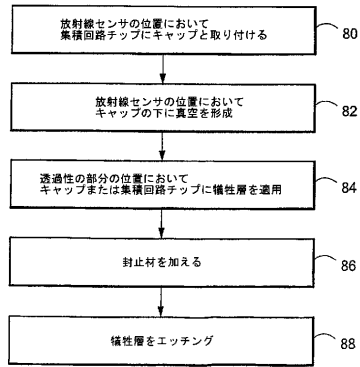 放射線センサの位置において
集積回路チップにキャップと取り付ける
80
放射線センサの位置において
キャップの下に真空を形成
82
透過性の部分の位置において
キャップまたは集積回路チップに犠牲層を適用
84
封止材を加える
86
犠牲層をエッチング
88